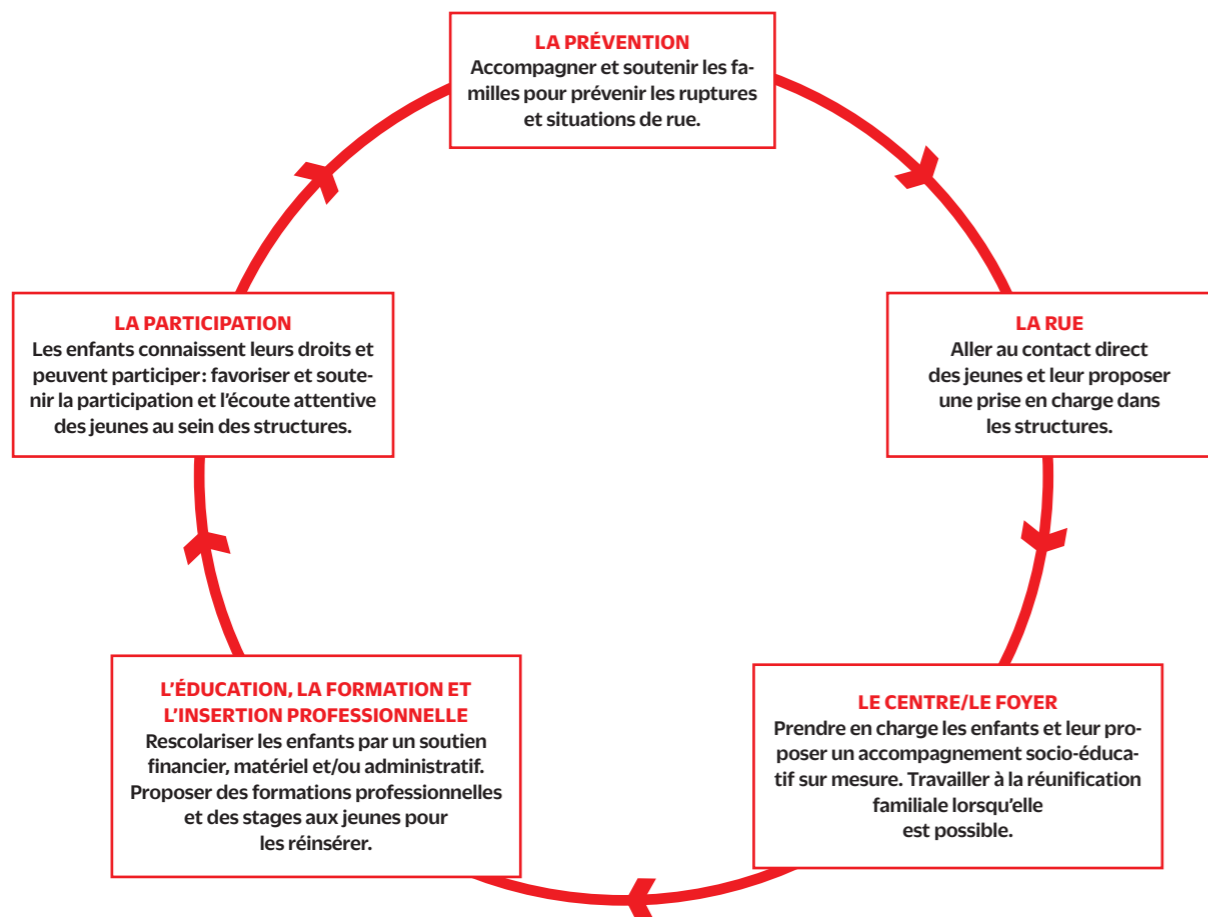 LA PRÉVENTION
Accompagner et soutenir les fa-
milles pour prévenir les ruptures
et situations de rue.
LA PARTICIPATION
Les enfants connaissent leurs droits et
peuvent participer: favoriser et soute-
nir la participation et l'écoute attentive
des jeunes au sein des structures.
LA RUE
Aller au contact direct
des jeunes et leur proposer
une prise en charge dans
les structures.
L'ÉDUCATION, LA FORMATION ET
L'INSERTION PROFESSIONNELLE
Rescolariser les enfants par un soutien
financier, matériel et/ou administratif.
Proposer des formations professionnelles
et des stages aux jeunes pour
les réinsérer.
LE CENTRE/LE FOYER
Prendre en charge les enfants et leur pro-
poser un accompagnement socio-éduca-
tif sur mesure. Travailler à la réunification
familiale lorsqu'elle
est possible.